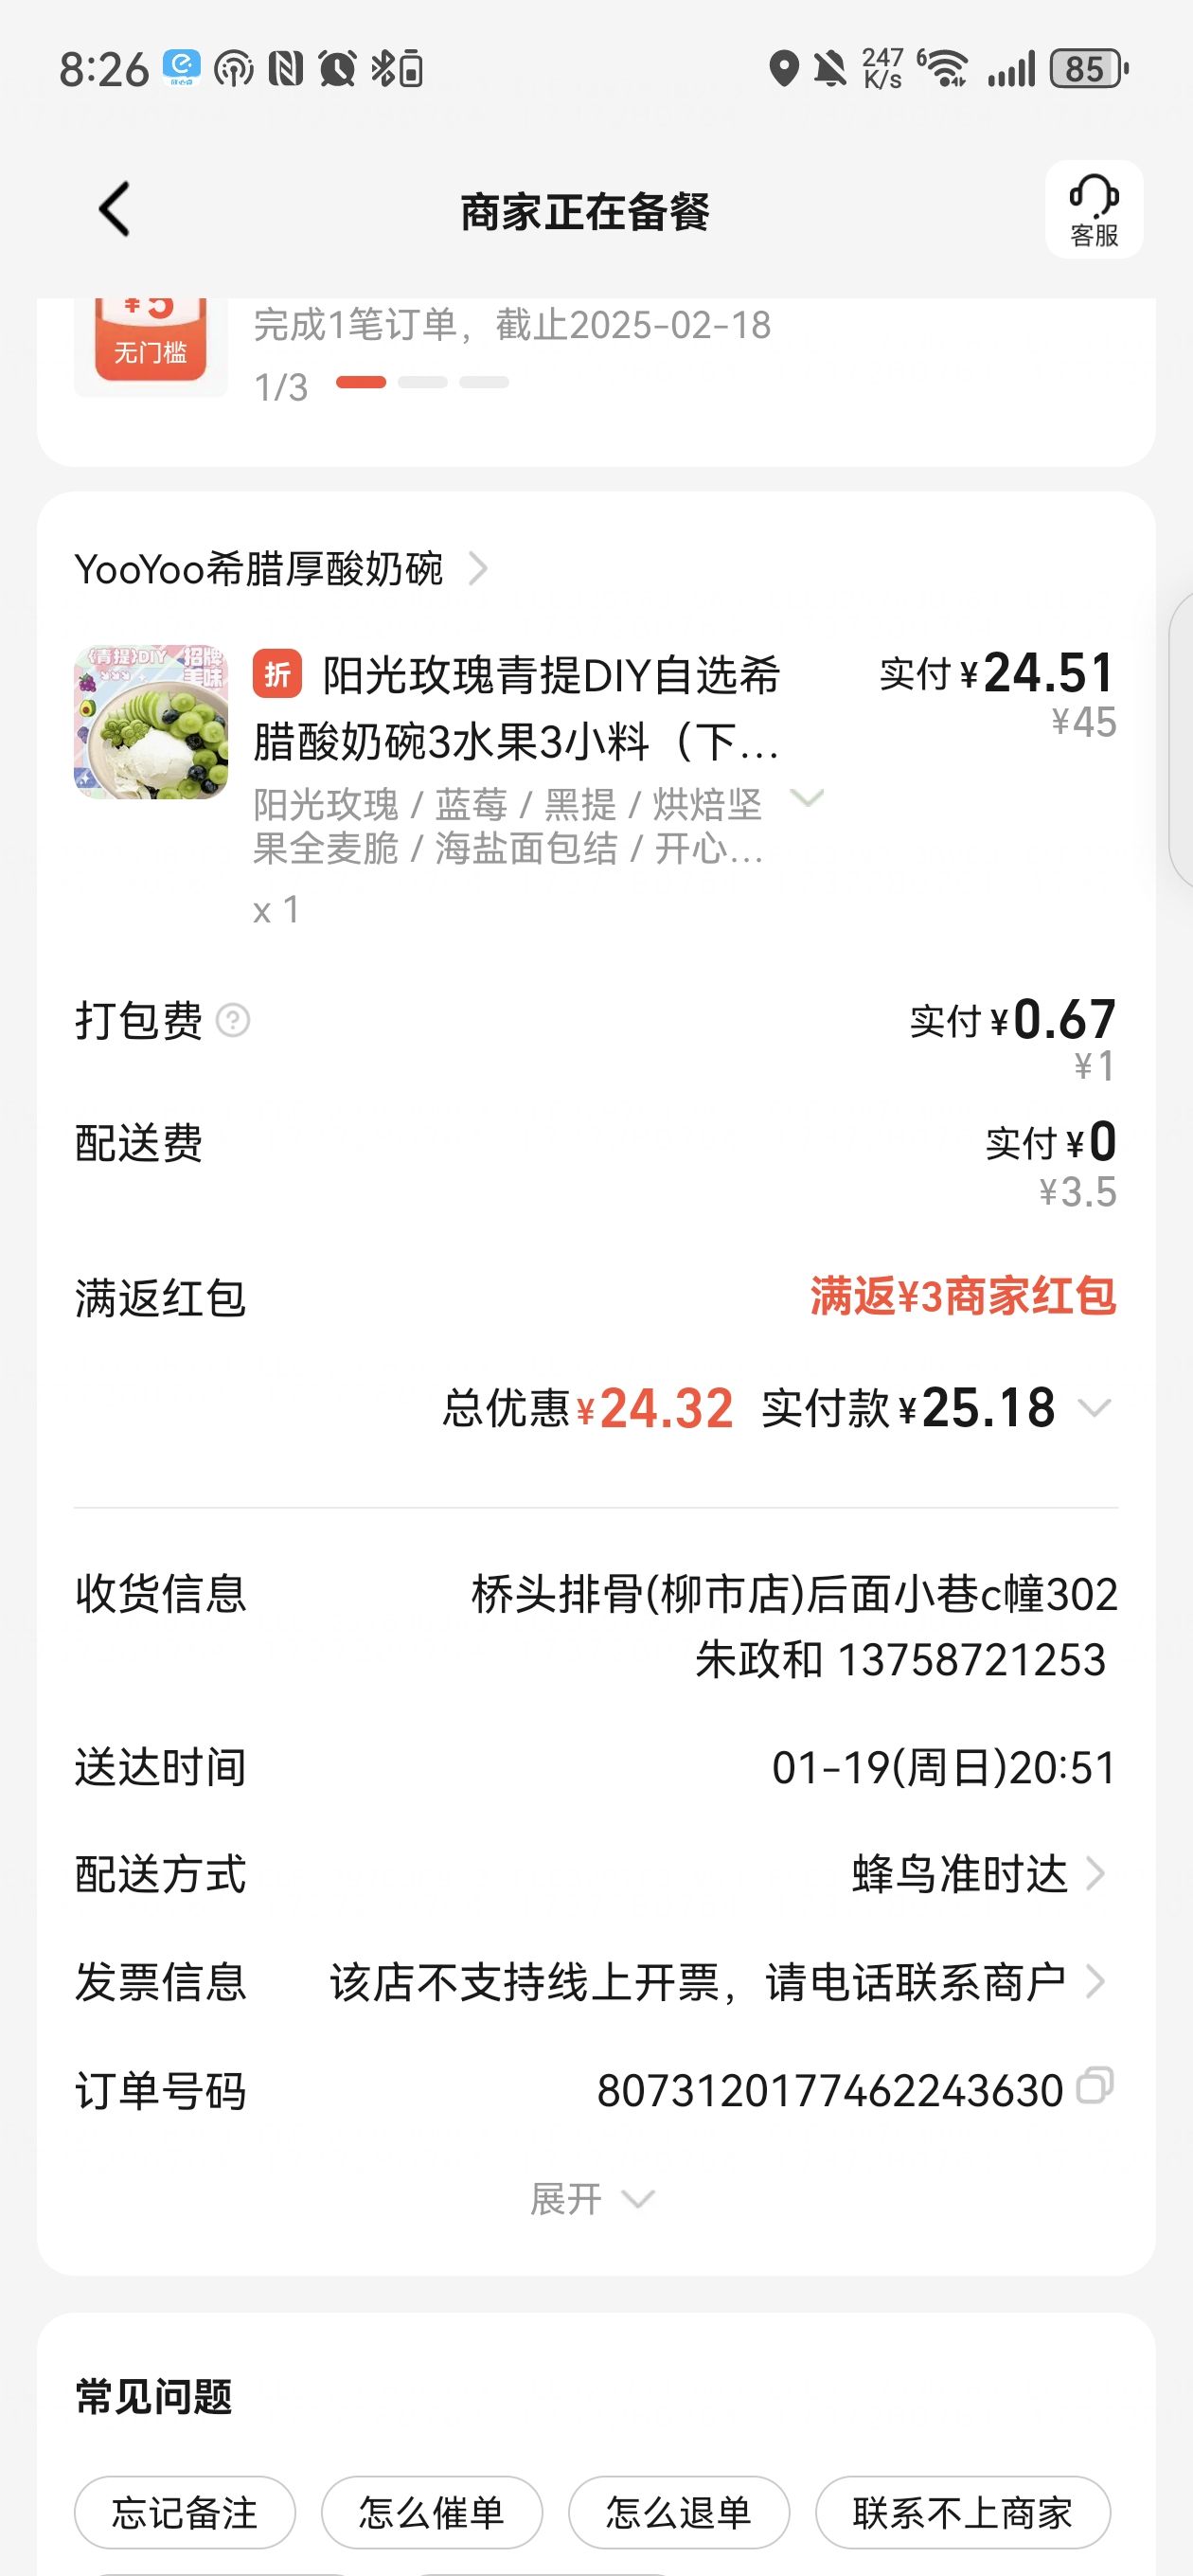 8:26
247
K/s
6
85
商家正在备餐
客服
¥5
无门槛
完成1笔订单，截止2025-02-18
1/3
YooYoo希腊厚酸奶碗
青提 DIY 招牌
美味
折 阳光玫瑰青提DIY自选希
腊酸奶碗3水果3小料（下...
实付 ¥24.51
¥45
阳光玫瑰 / 蓝莓 / 黑提 / 烘焙坚
果全麦脆 / 海盐面包结 / 开心...
x 1
打包费 ?
实付 ¥0.67
¥1
配送费
实付 ¥0
¥3.5
满返红包
满返¥3商家红包
总优惠¥24.32 实付款¥25.18
收货信息
桥头排骨(柳市店)后面小巷c幢302
朱政和 13758721253
送达时间
01-19(周日)20:51
配送方式
蜂鸟准时达
发票信息
该店不支持线上开票，请电话联系商户
订单号码
8073120177462243630
展开
常见问题
忘记备注
怎么催单
怎么退单
联系不上商家